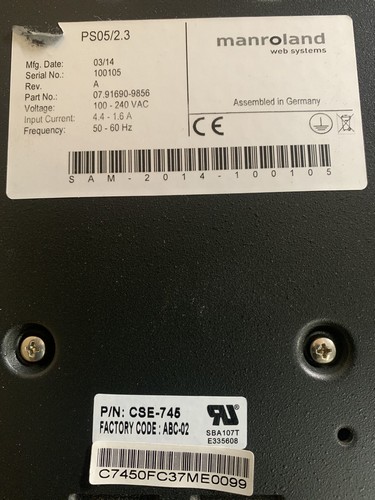 PS05/2.3
manroland
web systems
Mfg. Date: 03/14
Serial No.: 100105
Rev. A
Part No.: 07.91690-9856
Voltage: 100 - 240 VAC
Input Current: 4.4 - 1.6 A
Frequency: 50 - 60 Hz
Assembled in Germany
CE
SAM-2014-100105
P/N: CSE-745
FACTORY CODE : ABC-02
SBA107T
E335608
C7450FC37ME0099